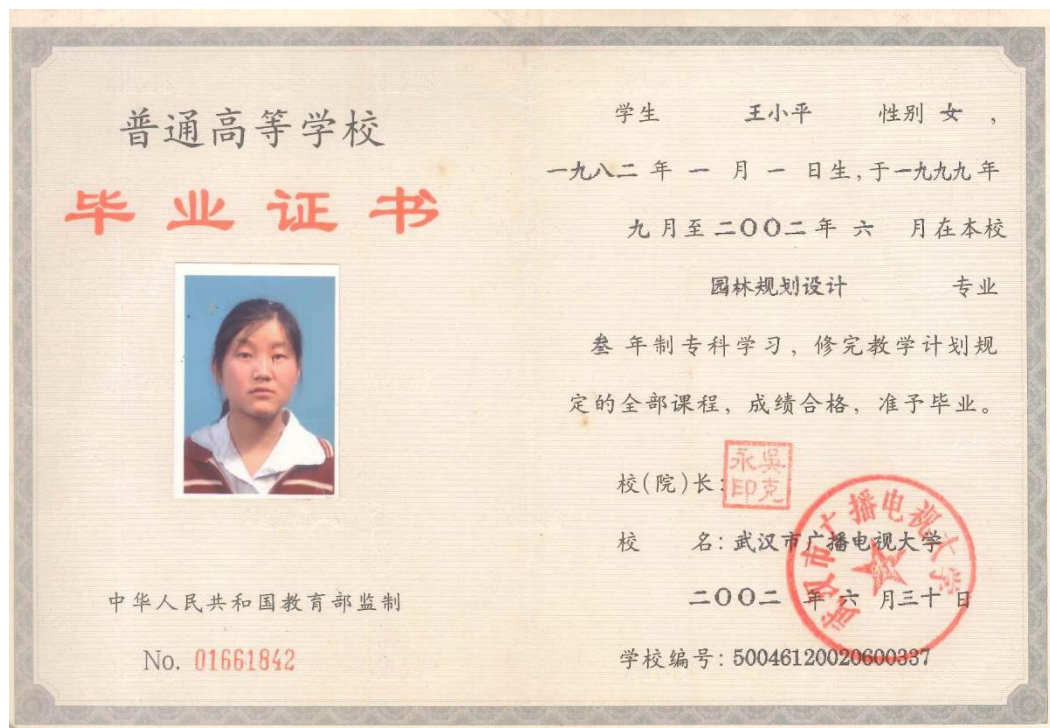 普通高等学校
毕业证书
中华人民共和国教育部监制
No. 01661842
学生 王小平 性别 女 ,
一九八二 年 一 月 一 日生,于一九九九年
九月至二〇〇二年 六 月在本校
园林规划设计 专业
叁 年制专科学习,修完教学计划规
定的全部课程,成绩合格,准予毕业。
校(院)长:
吴克永印
校 名:武汉市广播电视大学
二〇〇二 年 六 月三十日
学校编号:50046120020600337
武汉市广播电视大学